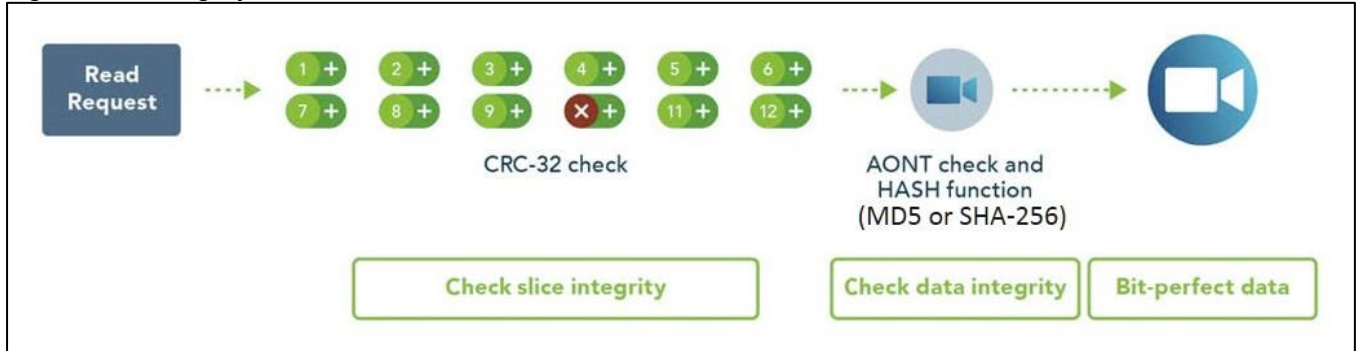 Read
Request
1 + 2 + 3 + 4 + 5 + 6 +
7 + 8 + 9 + X + 11 + 12 +
CRC-32 check
AONT check and
HASH function
(MD5 or SHA-256)
Check slice integrity
Check data integrity
Bit-perfect data